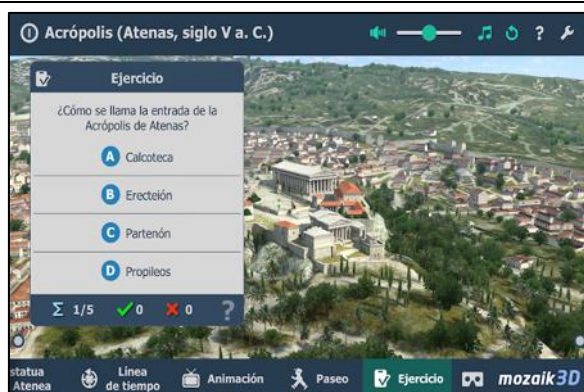 Acrópolis (Atenas, siglo V a. C.)
?
Ejercicio
¿Cómo se llama la entrada de la
Acrópolis de Atenas?
A Calcoteca
B Erecteión
C Partenón
D Propileos
Σ 1/5 0 0 ?
statua
Atenea
Linea
de tiempo
Animación
Paseo
Ejercicio
mozaik3D